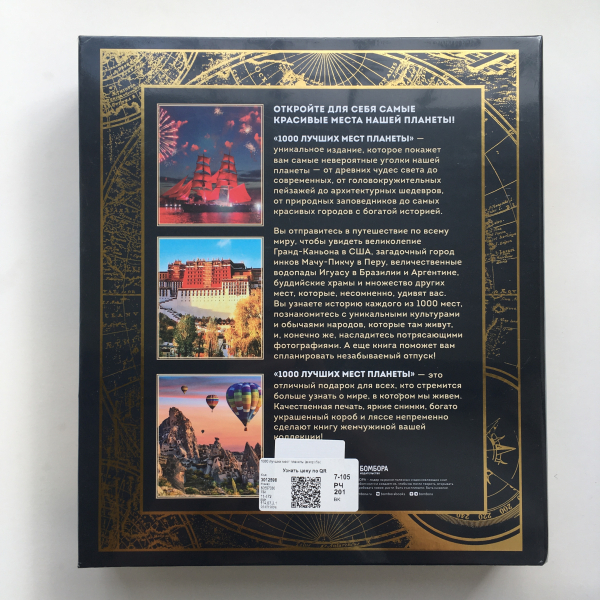 ОТКРОЙТЕ ДЛЯ СЕБЯ САМЫЕ
КРАСИВЫЕ МЕСТА НАШЕЙ ПЛАНЕТЫ!
«1000 ЛУЧШИХ МЕСТ ПЛАНЕТЫ» —
уникальное издание, которое покажет
вам самые невероятные уголки нашей
планеты — от древних чудес света до
современных, от головокружительных
пейзажей до архитектурных шедевров,
от природных заповедников до самых
красивых городов с богатой историей.
Вы отправитесь в путешествие по всему
миру, чтобы увидеть великолепие
Гранд-Каньона в США, загадочный город
инков Мачу-Пикчу в Перу, величественные
водопады Игуасу в Бразилии и Аргентине,
буддийские храмы и множество других
мест, которые, несомненно, удивят вас.
Вы узнаете историю каждого из 1000 мест,
познакомитесь с уникальными культурами
и обычаями народов, которые там живут,
и, конечно же, насладитесь потрясающими
фотографиями. А еще книга поможет вам
спланировать незабываемый отпуск!
«1000 ЛУЧШИХ МЕСТ ПЛАНЕТЫ» — это
отличный подарок для всех, кто стремится
больше узнать о мире, в котором мы живем.
Качественная печать, яркие снимки, богато
украшенный короб и ляссе непременно
сделают книгу жемчужиной вашей
коллекции!
БОМБОРА
Узнать цену по QR
3012598
7-105
РЧ
201